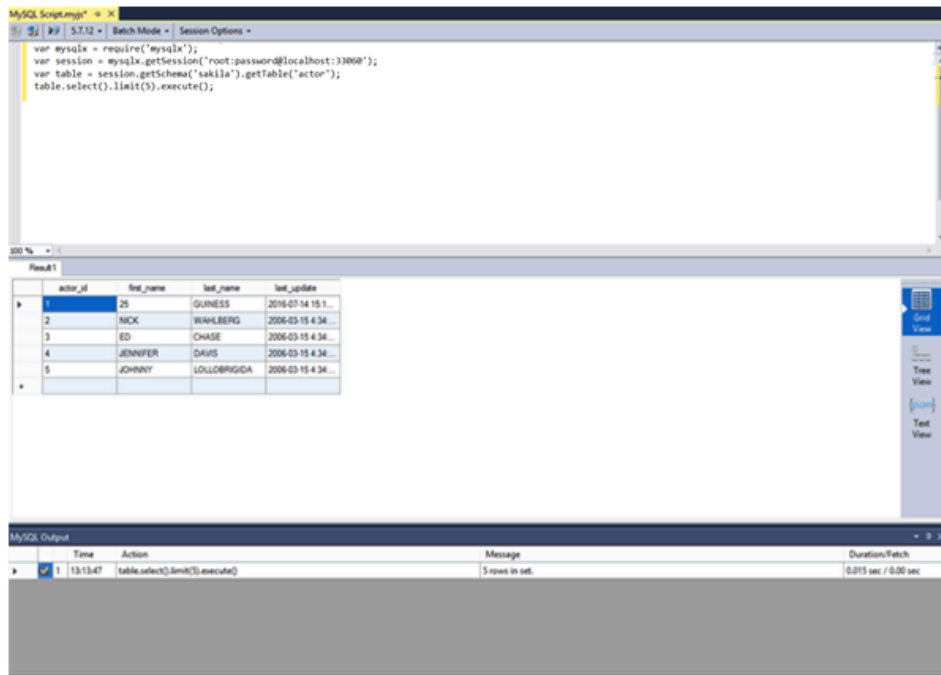 MySQL Script.myjs*
5.7.12 Batch Mode Session Options
var mysqlx = require('mysqlx');
var session = mysqlx.getSession('root:password@localhost:33060');
var table = session.getSchema('sakila').getTable('actor');
table.select().limit(5).execute();
100 %
Result1
actor_id first_name last_name last_update
1 25 GUINESS 2016-07-14 15:1...
2 NICK WAHLBERG 2006-03-15 4:34:...
3 ED CHASE 2006-03-15 4:34:...
4 JENNIFER DAVIS 2006-03-15 4:34:...
5 JOHNNY LOLLOBRIGIDA 2006-03-15 4:34:...
Grid
View
Tree
View
{json}
Text
View
MySQL Output
Time Action Message Duration/Fetch
1 13:13:47 table.select().limit(5).execute() 5 rows in set. 0.015 sec / 0.00 sec